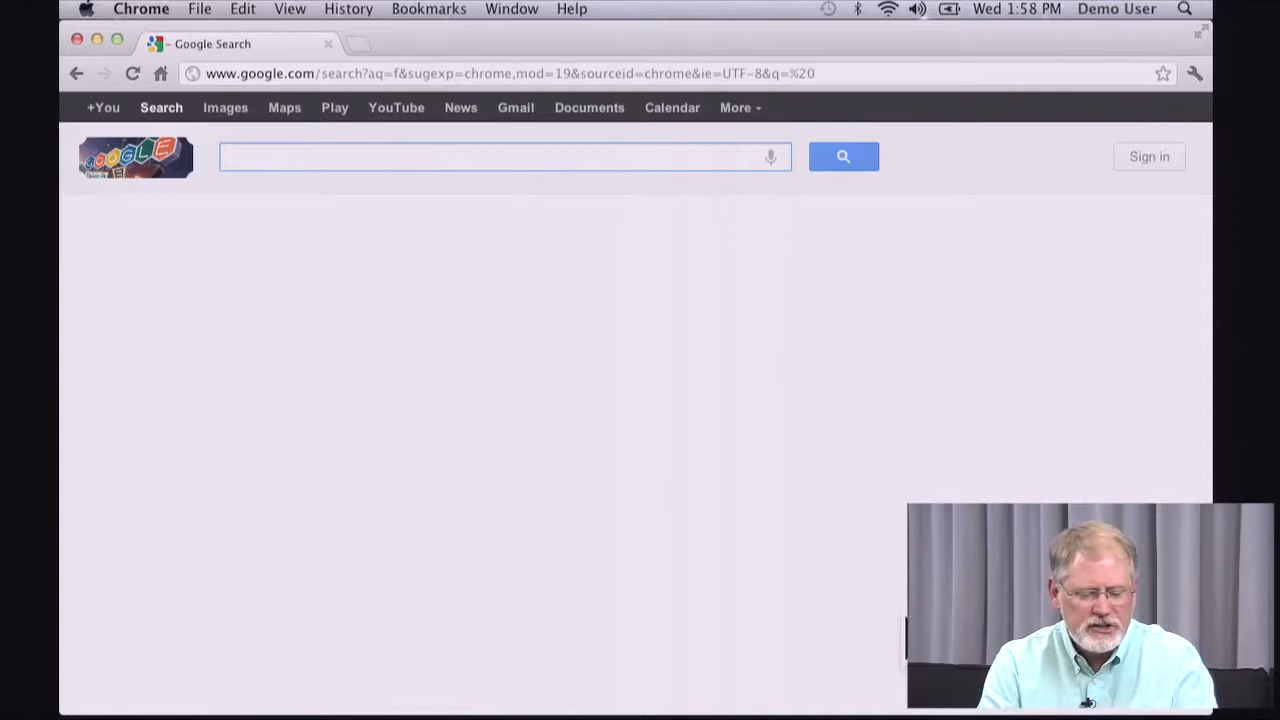 Chrome File Edit View History Bookmarks Window Help Wed 1:58 PM Demo User
- Google Search
www.google.com/search?aq=f&sugexp=chrome,mod=19&sourceid=chrome&ie=UTF-8&q=%20
+You Search Images Maps Play YouTube News Gmail Documents Calendar More
GOOGLE
Sign in